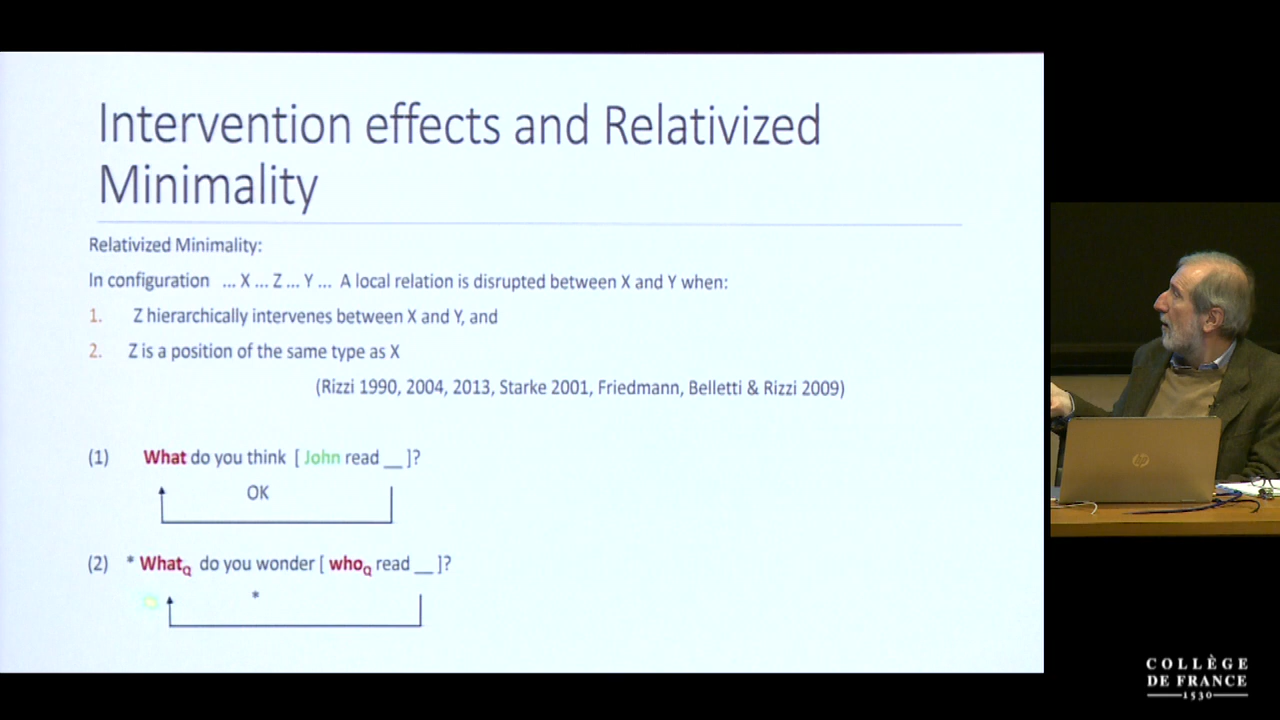 Intervention effects and Relativized
Minimality
Relativized Minimality:
In configuration ... X ... Z ... Y ... A local relation is disrupted between X and Y when:
1. Z hierarchically intervenes between X and Y, and
2. Z is a position of the same type as X
(Rizzi 1990, 2004, 2013, Starke 2001, Friedmann, Belletti & Rizzi 2009)
(1) What do you think [ John read __ ]?
OK
(2) * WhatQ do you wonder [ whoQ read __ ]?
*
hp
COLLÈGE
DE FRANCE
1530